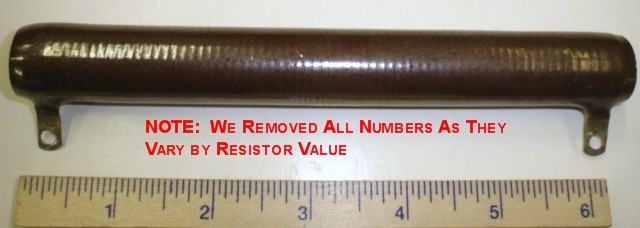 NOTE: WE REMOVED ALL NUMBERS AS THEY
VARY BY RESISTOR VALUE
1 2 3 4 5 6